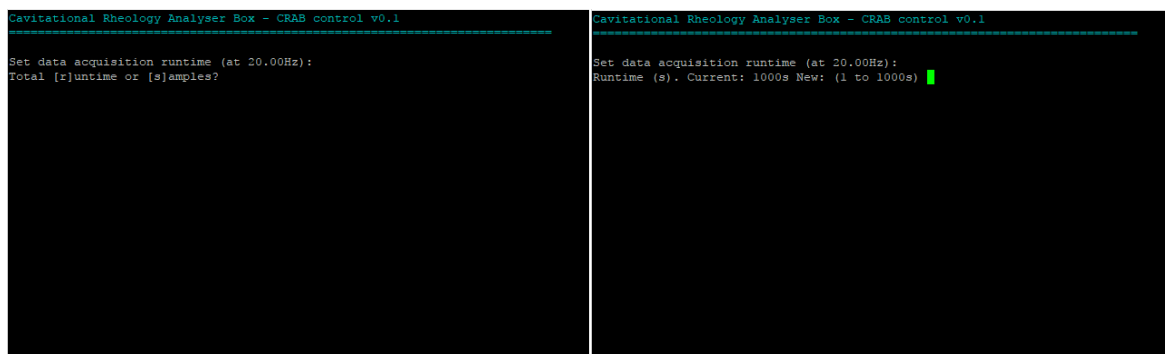 Cavitational Rheology Analyser Box - CRAB control v0.1
===========================================================================
Set data acquisition runtime (at 20.00Hz):
Total [r]untime or [s]amples?
Cavitational Rheology Analyser Box - CRAB control v0.1
===========================================================================
Set data acquisition runtime (at 20.00Hz):
Runtime (s). Current: 1000s New: (1 to 1000s)